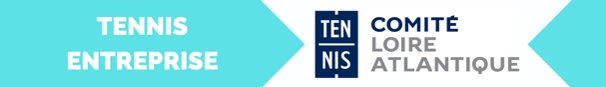 TENNIS
ENTREPRISE
TEN
NIS
COMITÉ
LOIRE
ATLANTIQUE